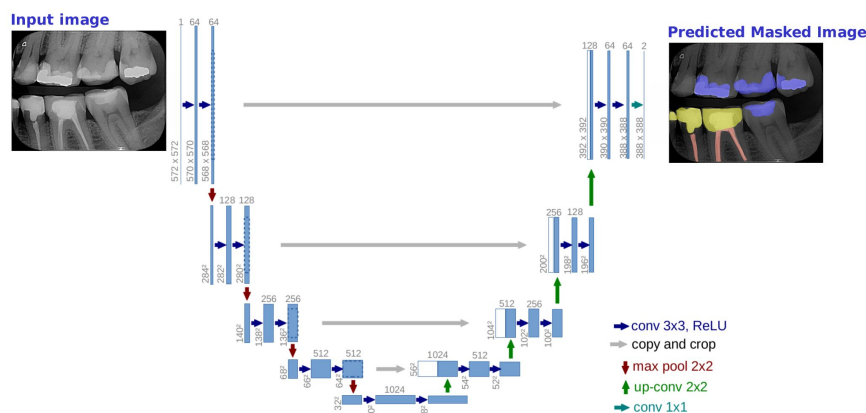 Input image
Predicted Masked Image
1 64 64
128 64 64 2
572 x 572
570 x 570
568 x 568
392 x 392
390 x 390
388 x 388
388 x 388
128 128
256 128
284²
282²
280²
200²
198²
196²
256 256
512 256
140²
138²
136²
104²
102²
100²
512 512
1024 512
68²
66²
64²
56²
54²
52²
1024
32²
0²
8²
conv 3x3, ReLU
copy and crop
max pool 2x2
up-conv 2x2
conv 1x1